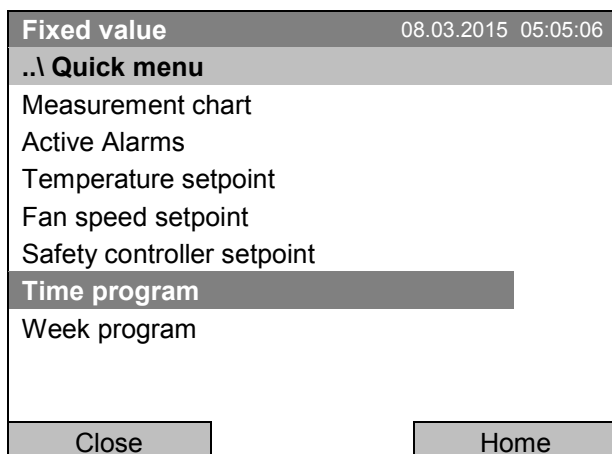 Fixed value 08.03.2015 05:05:06
..\ Quick menu
Measurement chart
Active Alarms
Temperature setpoint
Fan speed setpoint
Safety controller setpoint
Time program
Week program
Close Home